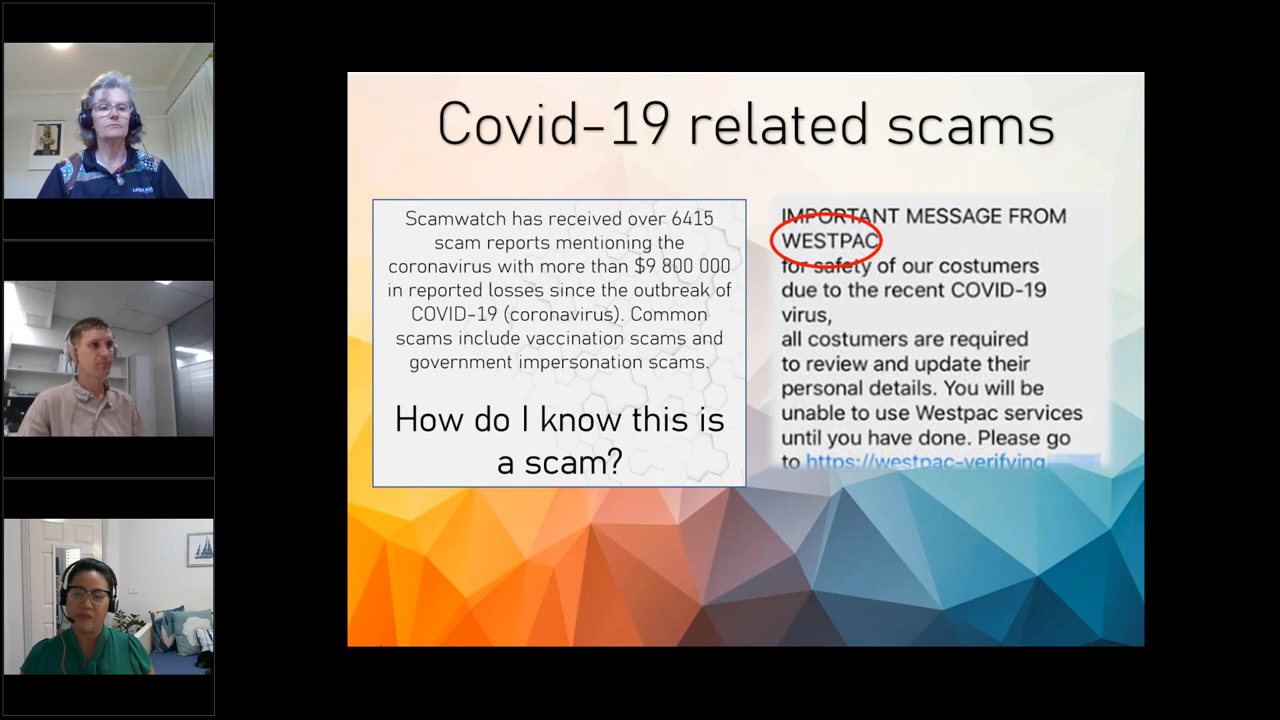 Covid-19 related scams
Scamwatch has received over 6415
scam reports mentioning the
coronavirus with more than $9 800 000
in reported losses since the outbreak of
COVID-19 (coronavirus). Common
scams include vaccination scams and
government impersonation scams.
How do I know this is
a scam?
IMPORTANT MESSAGE FROM
WESTPAC
for safety of our costumers
due to the recent COVID-19
virus,
all costumers are required
to review and update their
personal details. You will be
unable to use Westpac services
until you have done. Please go
to https://westpac-verifying